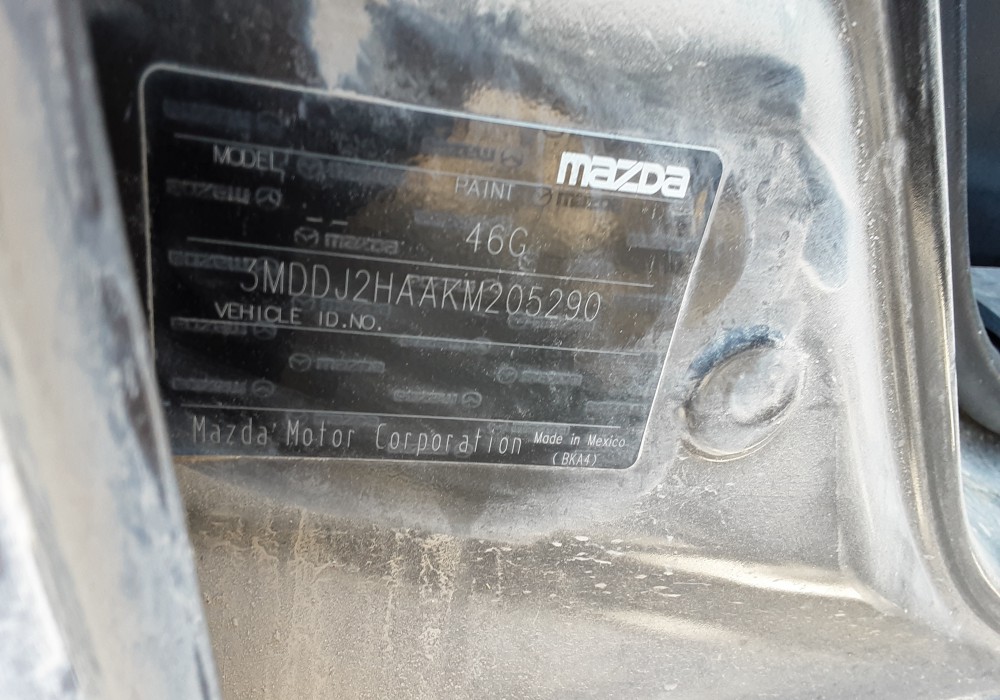 mazda
MODEL
PAINT
46G
3MDDJ2HAAKM205290
VEHICLE ID.NO.
Mazda Motor Corporation
Made in Mexico
(BKA4)